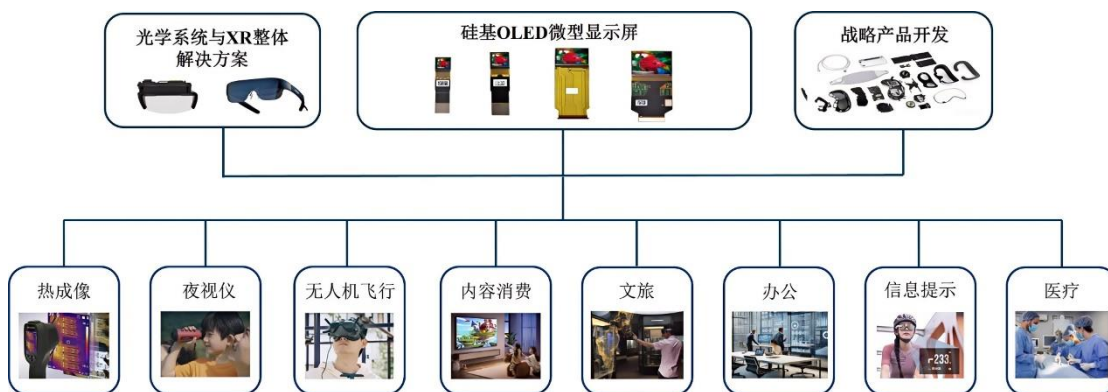 光学系统与XR整体
解决方案
硅基OLED微型显示屏
战略产品开发
热成像
夜视仪
无人机飞行
内容消费
文旅
办公
信息提示
医疗
233